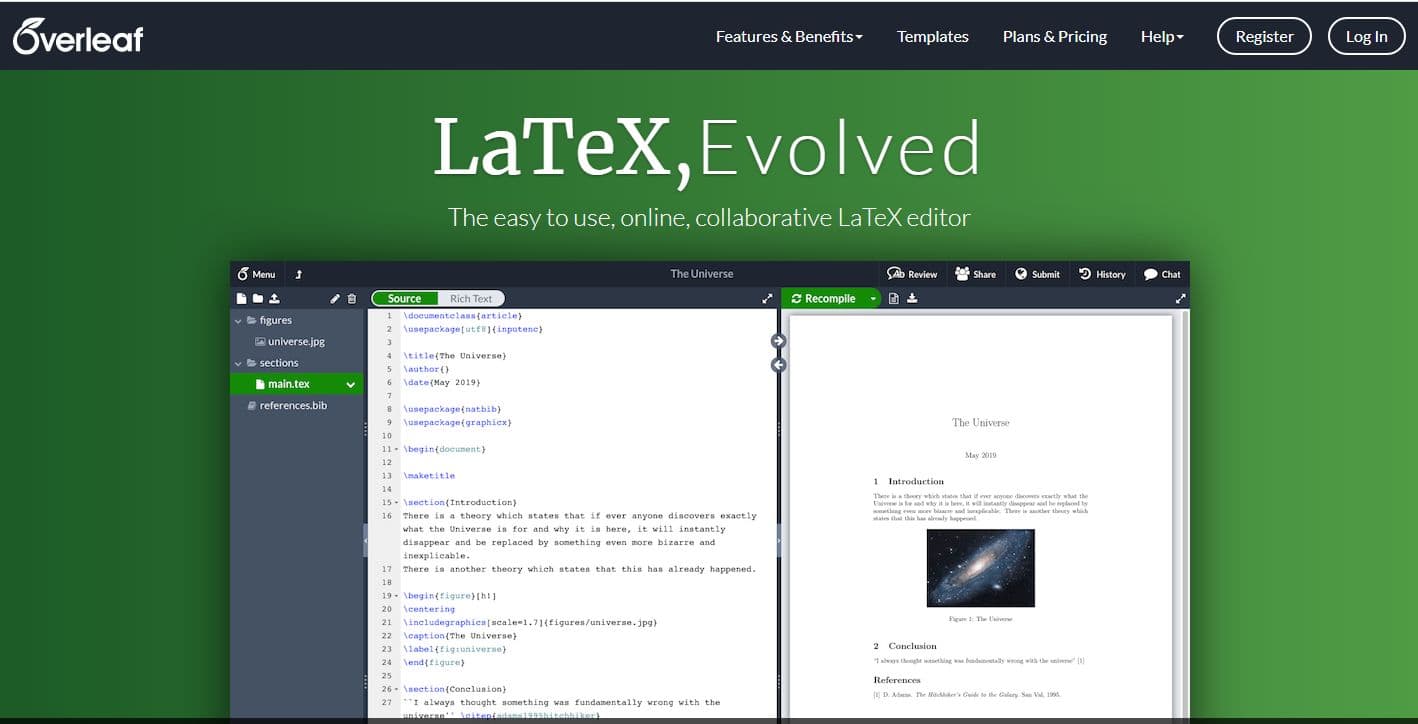 Overleaf
Features & Benefits
Templates
Plans & Pricing
Help
Register
Log In
LaTeX, Evolved
The easy to use, online, collaborative LaTeX editor
Menu
The Universe
Review
Share
Submit
History
Chat
Source
Rich Text
Recompile
figures
universe.jpg
sections
main.tex
references.bib
1 \documentclass{article}
2 \usepackage[utf8]{inputenc}
3
4 \title{The Universe}
5 \author{}
6 \date{May 2019}
7
8 \usepackage{natbib}
9 \usepackage{graphicx}
10
11 \begin{document}
12
13 \maketitle
14
15 \section{Introduction}
16 There is a theory which states that if ever anyone discovers exactly
what the Universe is for and why it is here, it will instantly
disappear and be replaced by something even more bizarre and
inexplicable.
17 There is another theory which states that this has already happened.
18
19 \begin{figure}[h!]
20 \centering
21 \includegraphics[scale=1.7]{figures/universe.jpg}
22 \caption{The Universe}
23 \label{fig:universe}
24 \end{figure}
25
26 \section{Conclusion}
27 ``I always thought something was fundamentally wrong with the
universe'' \citep{adams1995hitchhiker}
The Universe
May 2019
1 Introduction
There is a theory which states that if ever anyone discovers exactly what the
Universe is for and why it is here, it will instantly disappear and be replaced by
something even more bizarre and inexplicable. There is another theory which
states that this has already happened.
Figure 1: The Universe
2 Conclusion
"I always thought something was fundamentally wrong with the universe" [1]
References
[1] D. Adams. The Hitchhiker's Guide to the Galaxy. San Val, 1995.